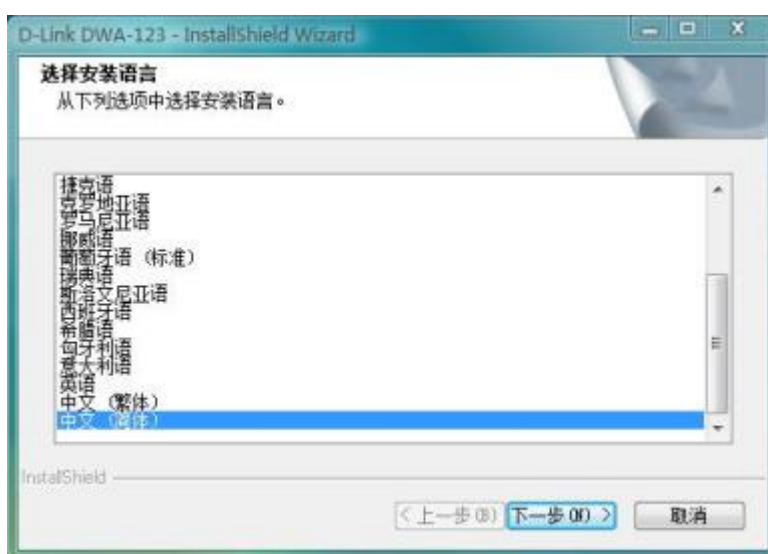 D-Link DWA-123 - InstallShield Wizard
选择安装语言
从下列选项中选择安装语言。
捷克语
克罗地亚语
罗马尼亚语
挪威语
葡萄牙语 (标准)
瑞典语
斯洛文尼亚语
西班牙语
希腊语
匈牙利语
意大利语
英语
中文 (繁体)
中文 (简体)
InstallShield
< 上一步(B)
下一步(N) >
取消